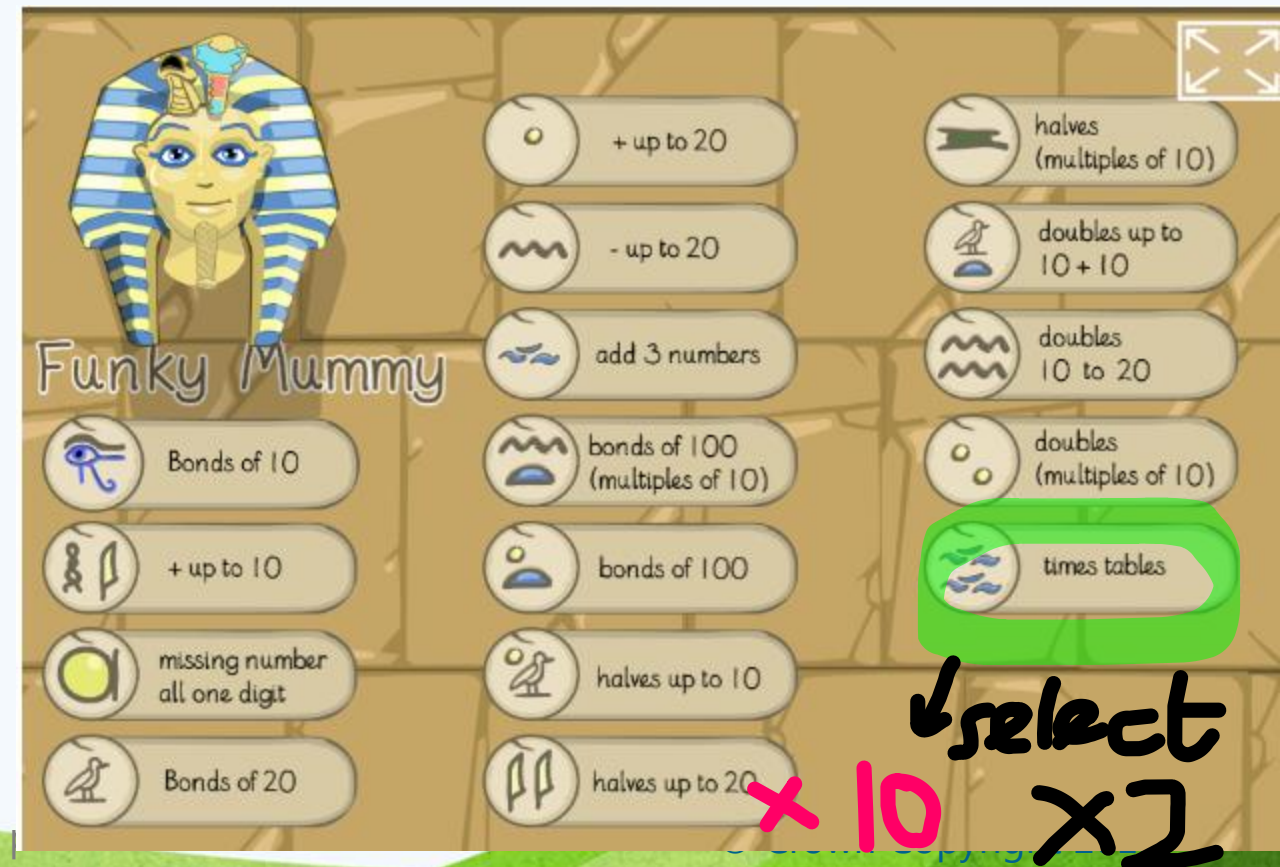 Funky Mummy
Bonds of 10
+ up to 10
missing number
all one digit
Bonds of 20
+ up to 20
- up to 20
add 3 numbers
bonds of 100
(multiples of 10)
bonds of 100
halves up to 10
halves up to 20
halves
(multiples of 10)
doubles up to
10 + 10
doubles
10 to 20
doubles
(multiples of 10)
times tables
select
x 10
x2